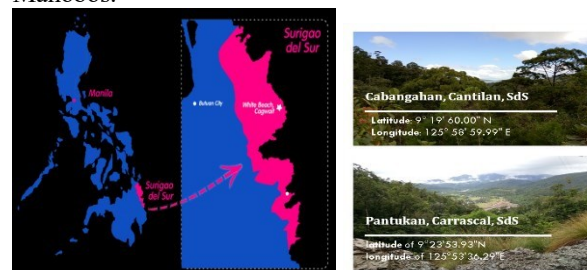 Manobos.
Manila
Surigao
del Sur
Surigao
del Sur
Butuan City
White Beach
Cagwait
Cabangahan, Cantilan, SdS
Latitude: 9° 19' 60.00" N
Longitude: 125° 58' 59.99" E
Pantukan, Carrascal, SdS
latitude of 9°23'53.93"N
longitude of 125°53'36.29"E